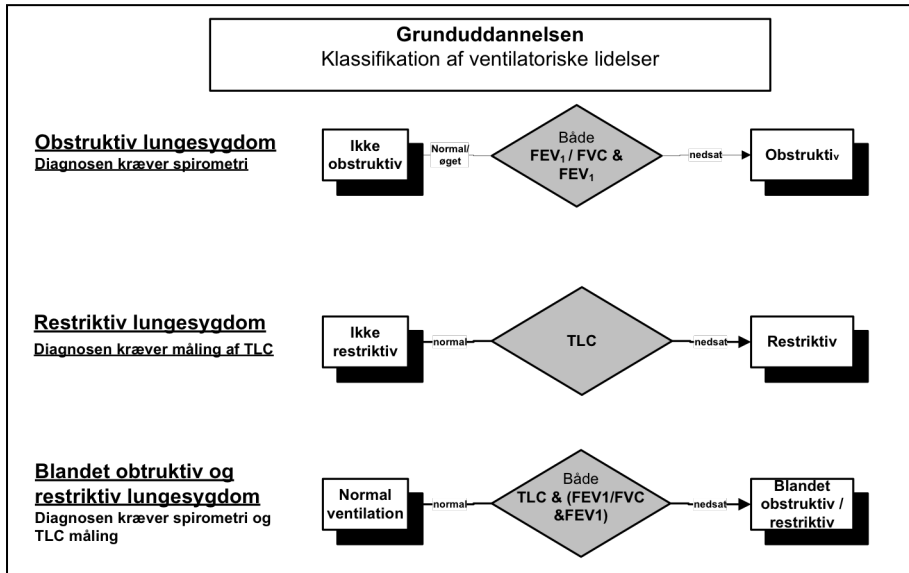 Grunduddannelsen
Klassifikation af ventilatoriske lidelser
Obstruktiv lungesygdom
Diagnosen kræver spirometri
Ikke
obstruktiv
Normal/
øget
Både
FEV₁ / FVC &
FEV₁
nedsat
Obstruktiv
Restriktiv lungesygdom
Diagnosen kræver måling af TLC
Ikke
restriktiv
normal
TLC
nedsat
Restriktiv
Blandet obtruktiv og
restriktiv lungesygdom
Diagnosen kræver spirometri og
TLC måling
Normal
ventilation
normal
Både
TLC & (FEV1/FVC
&FEV1)
nedsat
Blandet
obstruktiv /
restriktiv